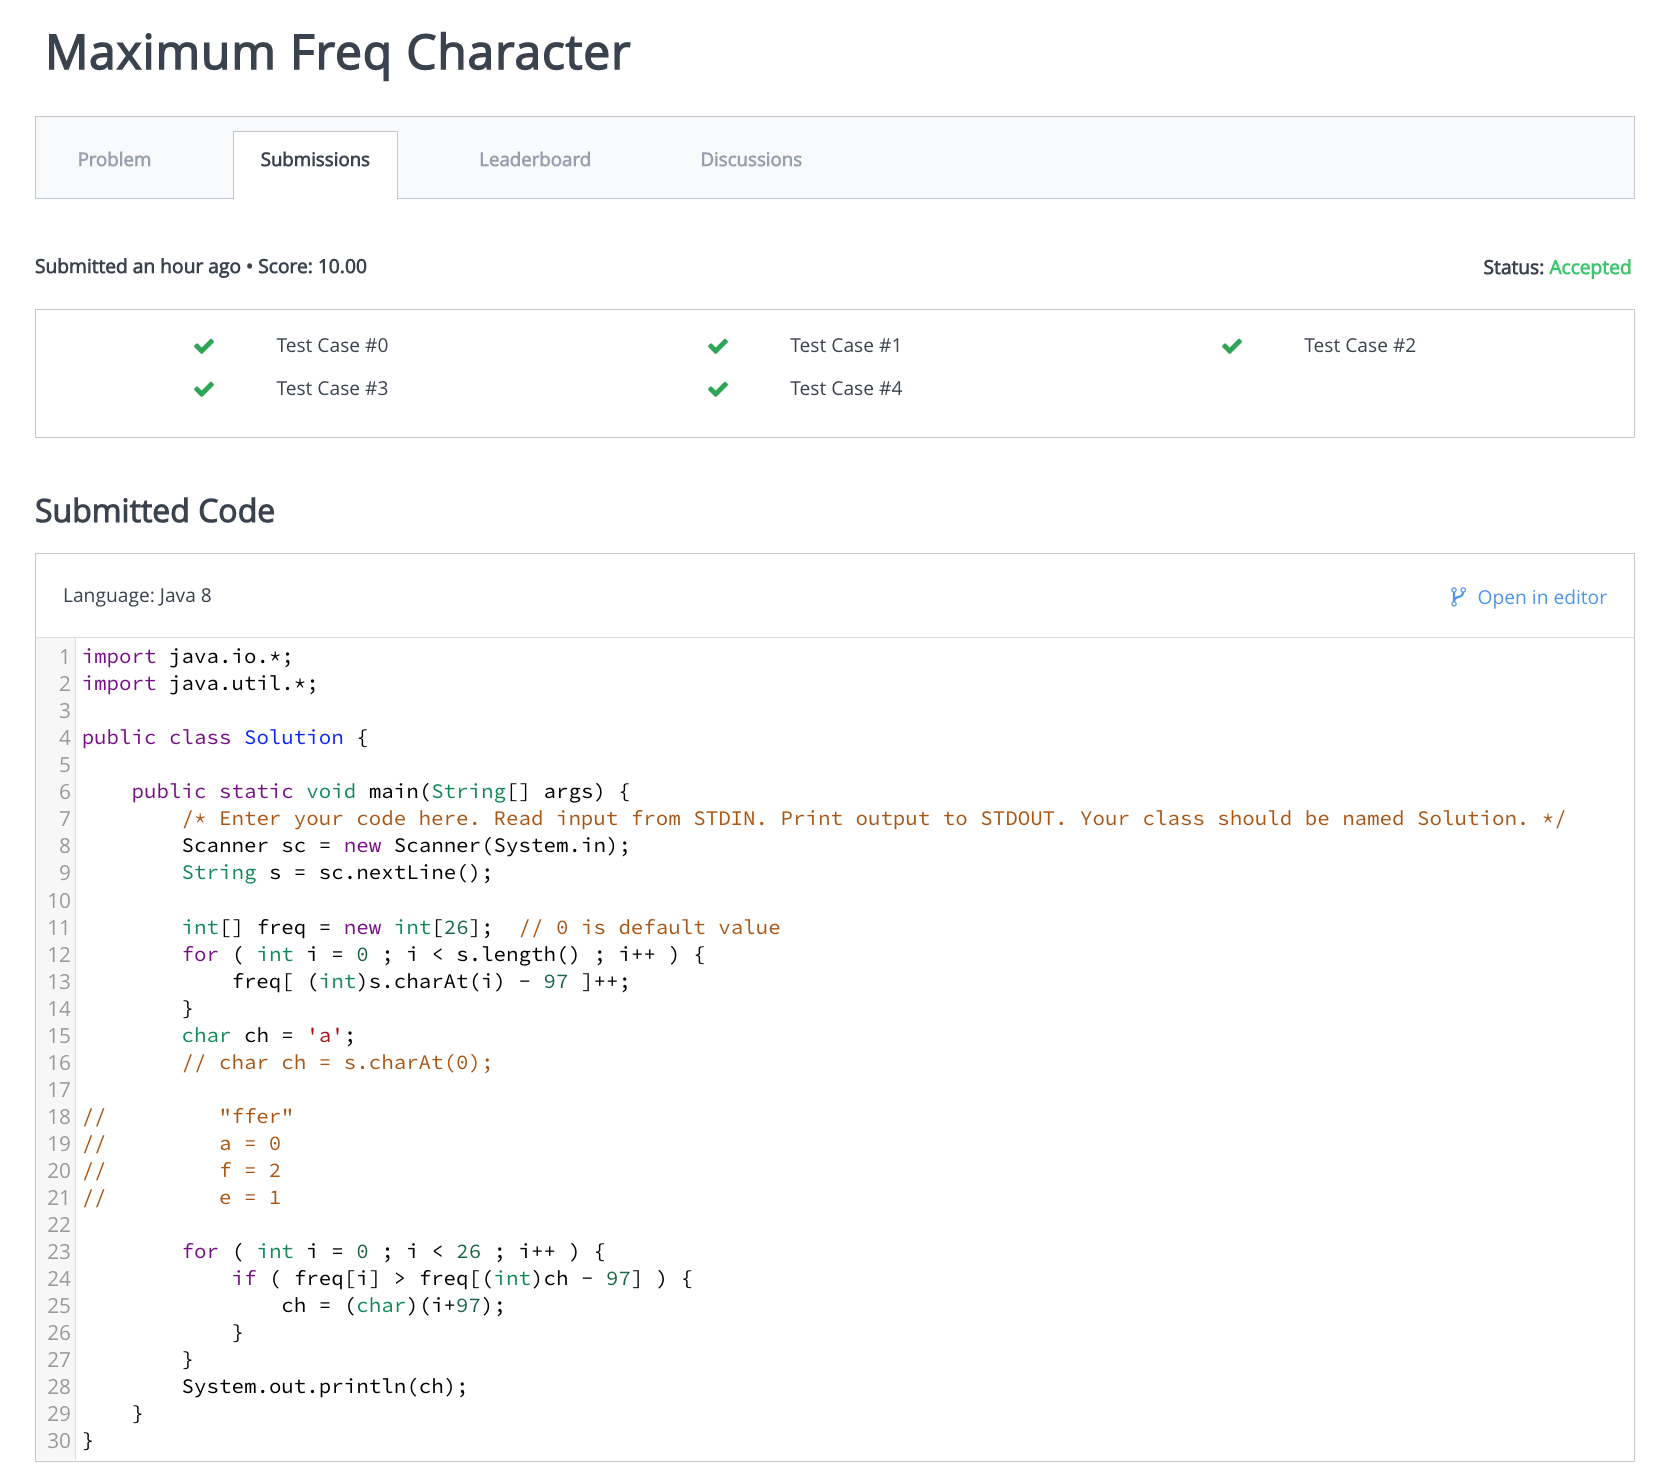 Maximum Freq Character
Problem Submissions Leaderboard Discussions
Submitted an hour ago • Score: 10.00 Status: Accepted
Test Case #0 Test Case #1 Test Case #2
Test Case #3 Test Case #4
Submitted Code
Language: Java 8 Open in editor
1 import java.io.*;
2 import java.util.*;
3
4 public class Solution {
5
6     public static void main(String[] args) {
7         /* Enter your code here. Read input from STDIN. Print output to STDOUT. Your class should be named Solution. */
8         Scanner sc = new Scanner(System.in);
9         String s = sc.nextLine();
10
11         int[] freq = new int[26];  // 0 is default value
12         for ( int i = 0 ; i < s.length() ; i++ ) {
13             freq[ (int)s.charAt(i) - 97 ]++;
14         }
15         char ch = 'a';
16         // char ch = s.charAt(0);
17
18 //         "ffer"
19 //         a = 0
20 //         f = 2
21 //         e = 1
22
23         for ( int i = 0 ; i < 26 ; i++ ) {
24             if ( freq[i] > freq[(int)ch - 97] ) {
25                 ch = (char)(i+97);
26             }
27         }
28         System.out.println(ch);
29     }
30 }